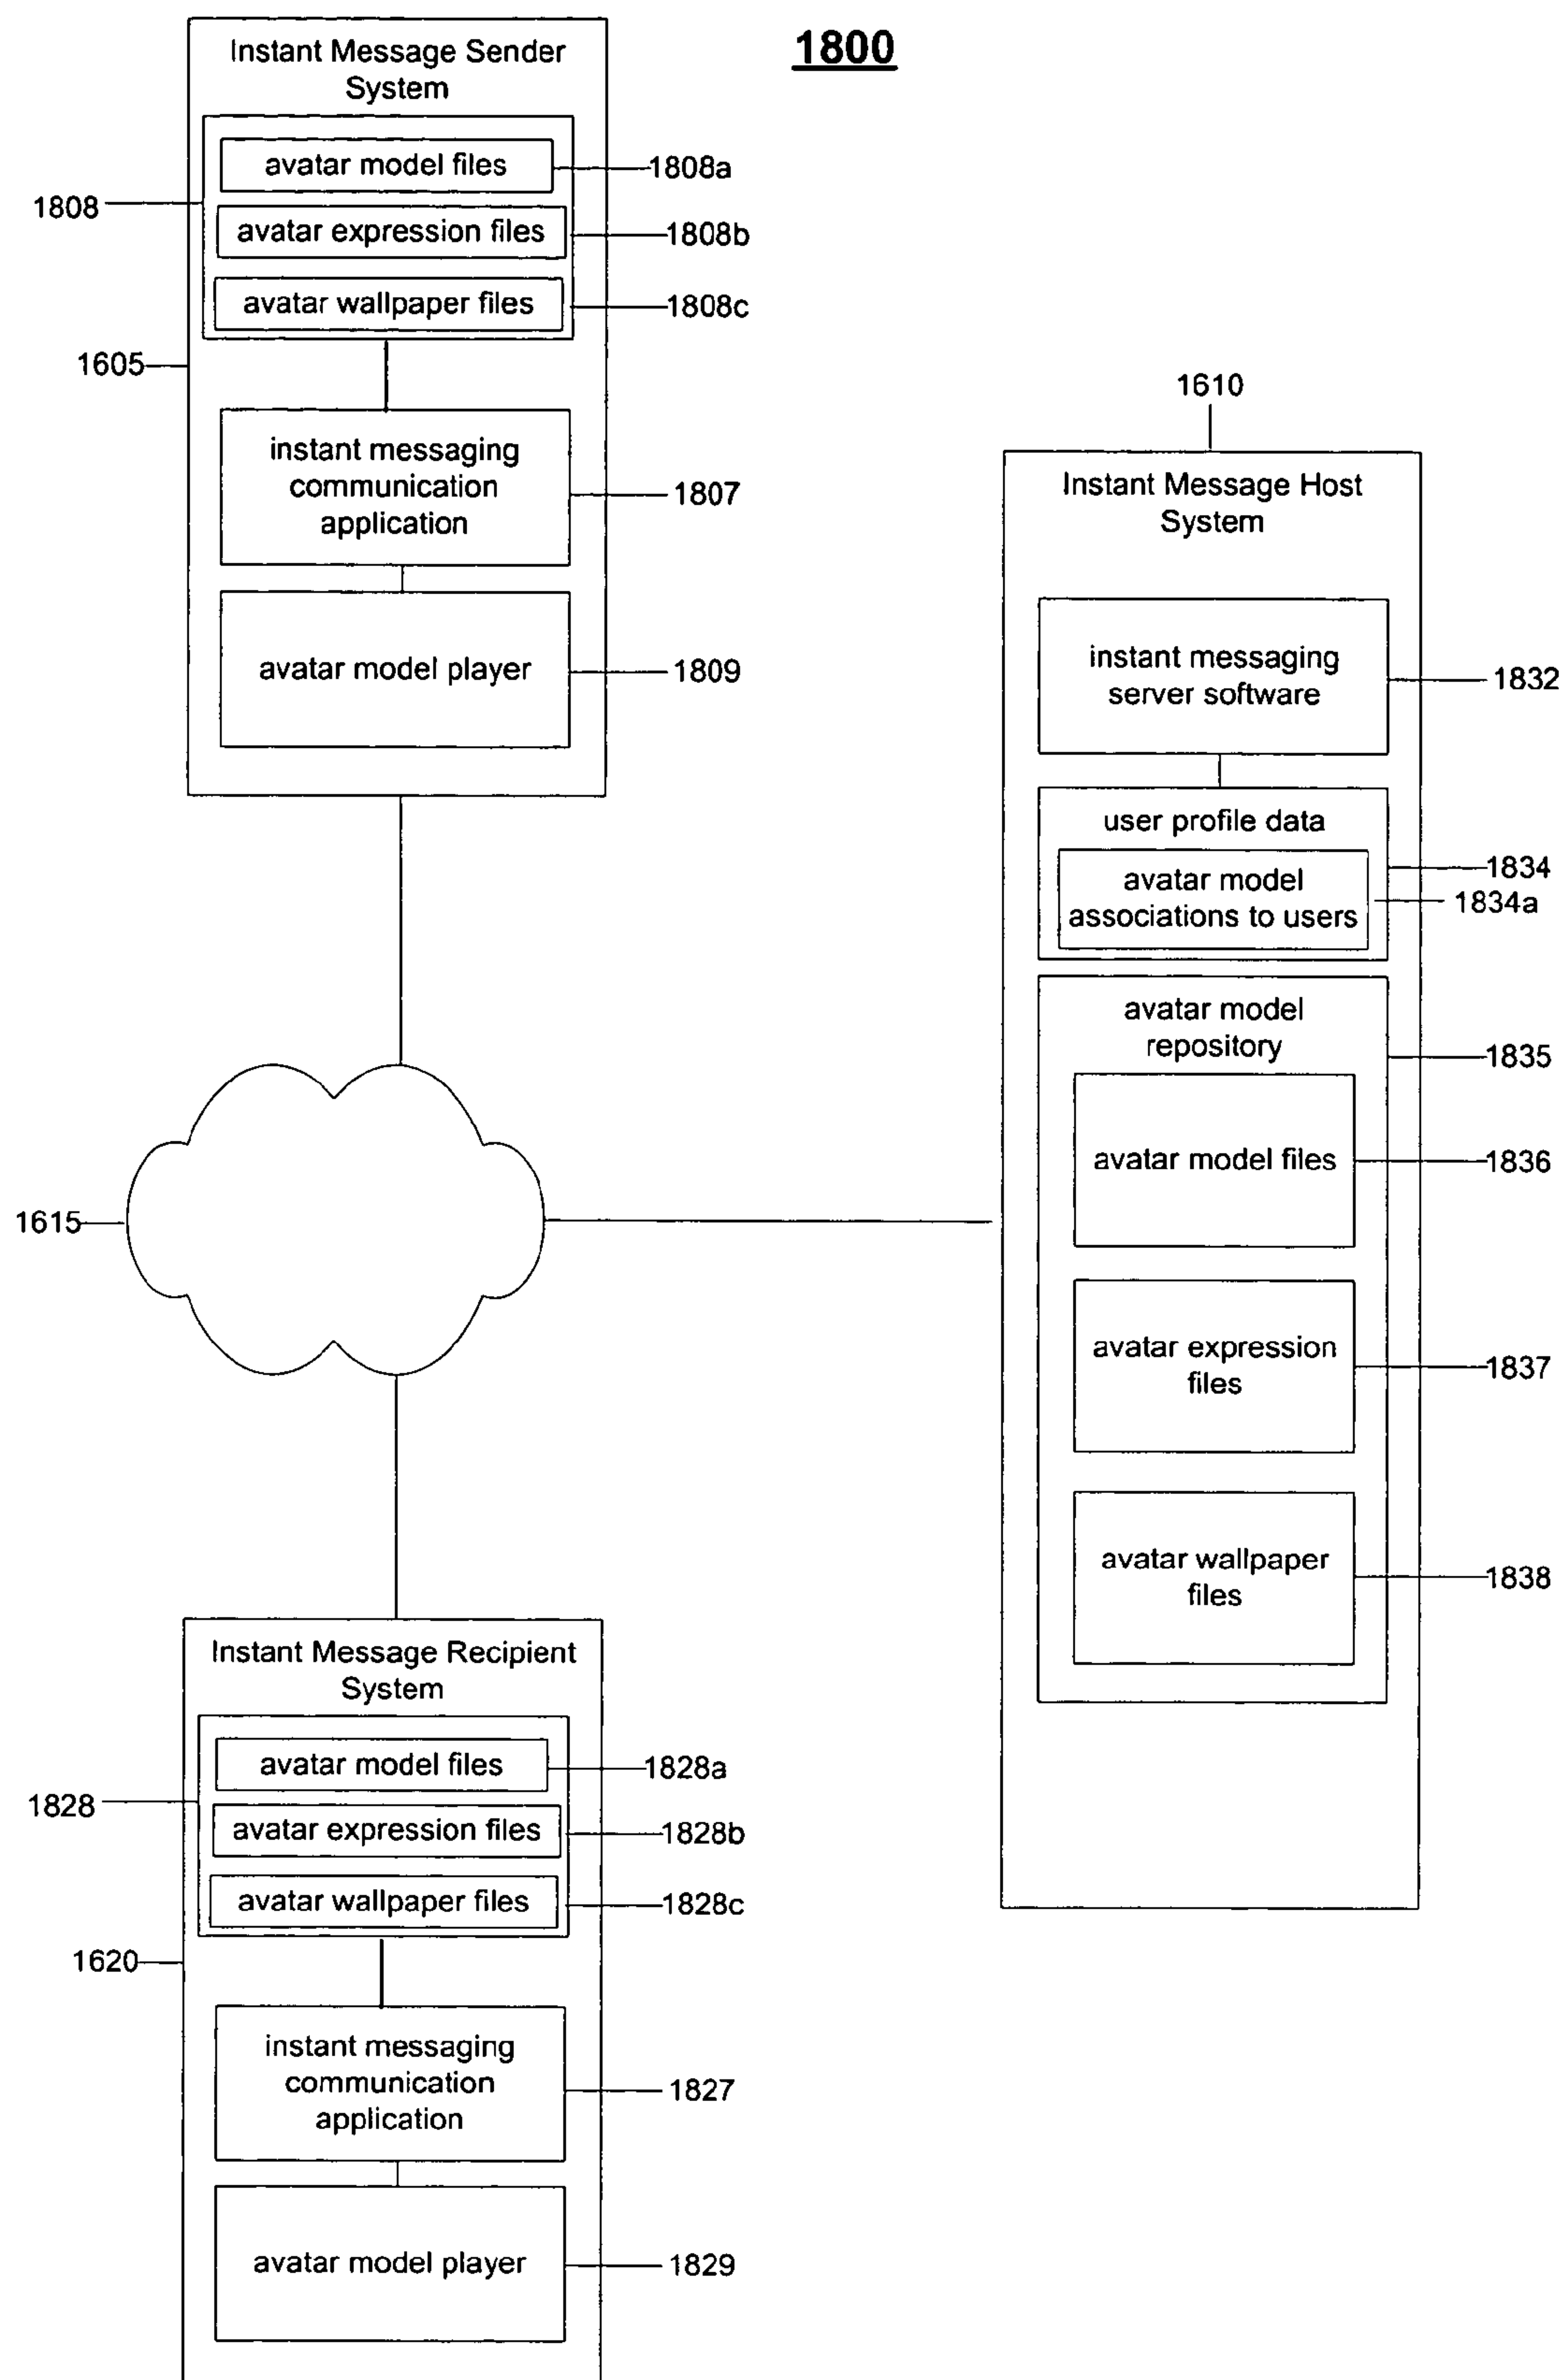 1800
Instant Message Sender
System
avatar model files
1808a
1808
avatar expression files
1808b
avatar wallpaper files
1808c
1605
instant messaging
communication
application
1807
avatar model player
1809
1610
Instant Message Host
System
instant messaging
server software
1832
user profile data
1834
avatar model
associations to users
1834a
avatar model
repository
1835
avatar model files
1836
avatar expression
files
1837
avatar wallpaper
files
1838
1615
Instant Message Recipient
System
avatar model files
1828a
1828
avatar expression files
1828b
avatar wallpaper files
1828c
1620
instant messaging
communication
application
1827
avatar model player
1829